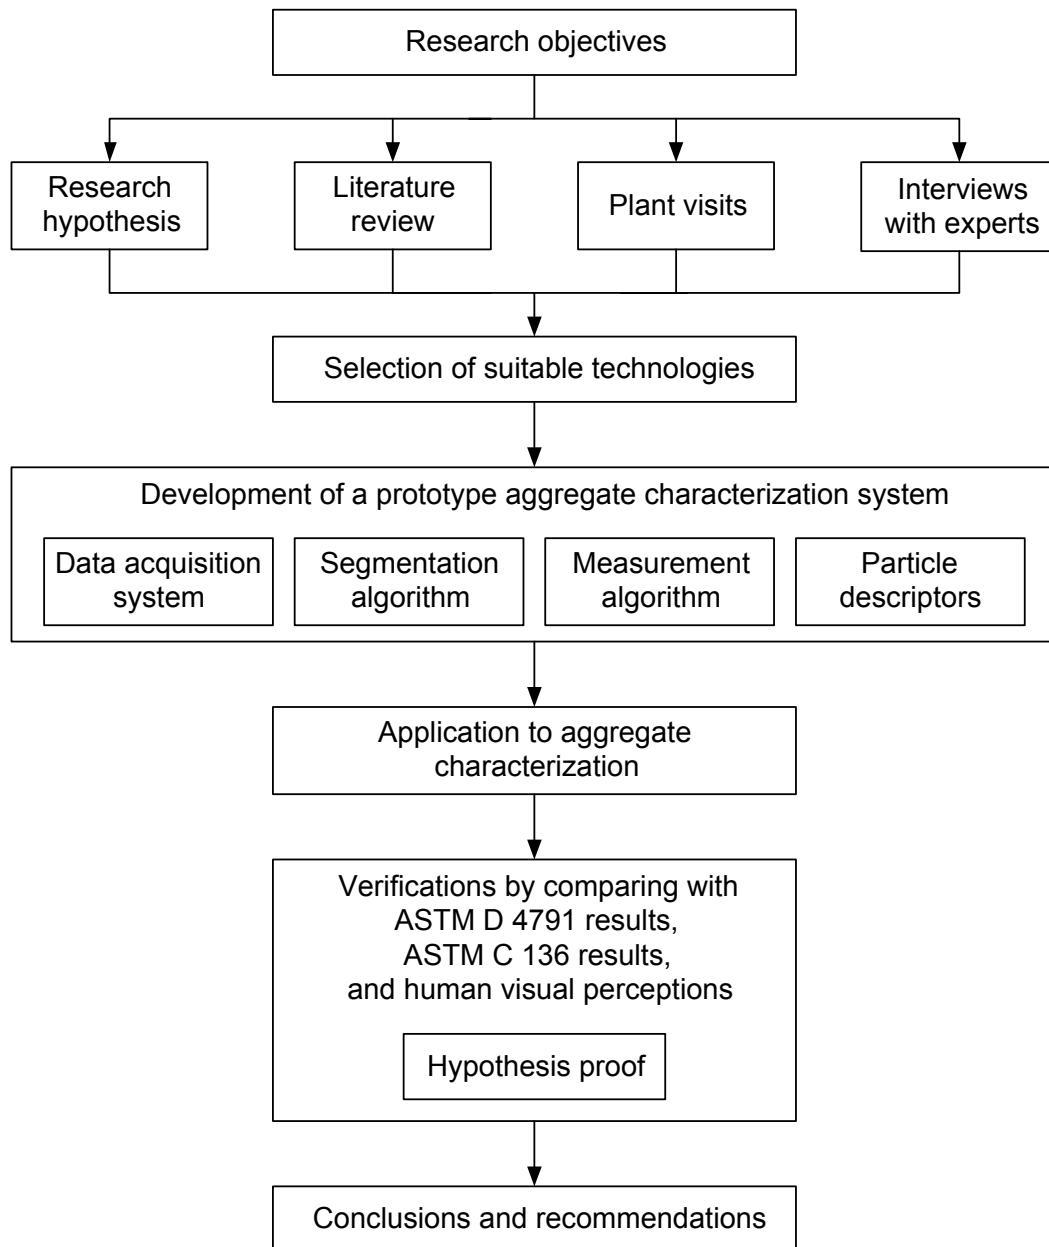 Research objectives
Research
hypothesis
Literature
review
Plant visits
Interviews
with experts
Selection of suitable technologies
Development of a prototype aggregate characterization system
Data acquisition
system
Segmentation
algorithm
Measurement
algorithm
Particle
descriptors
Application to aggregate
characterization
Verifications by comparing with
ASTM D 4791 results,
ASTM C 136 results,
and human visual perceptions
Hypothesis proof
Conclusions and recommendations